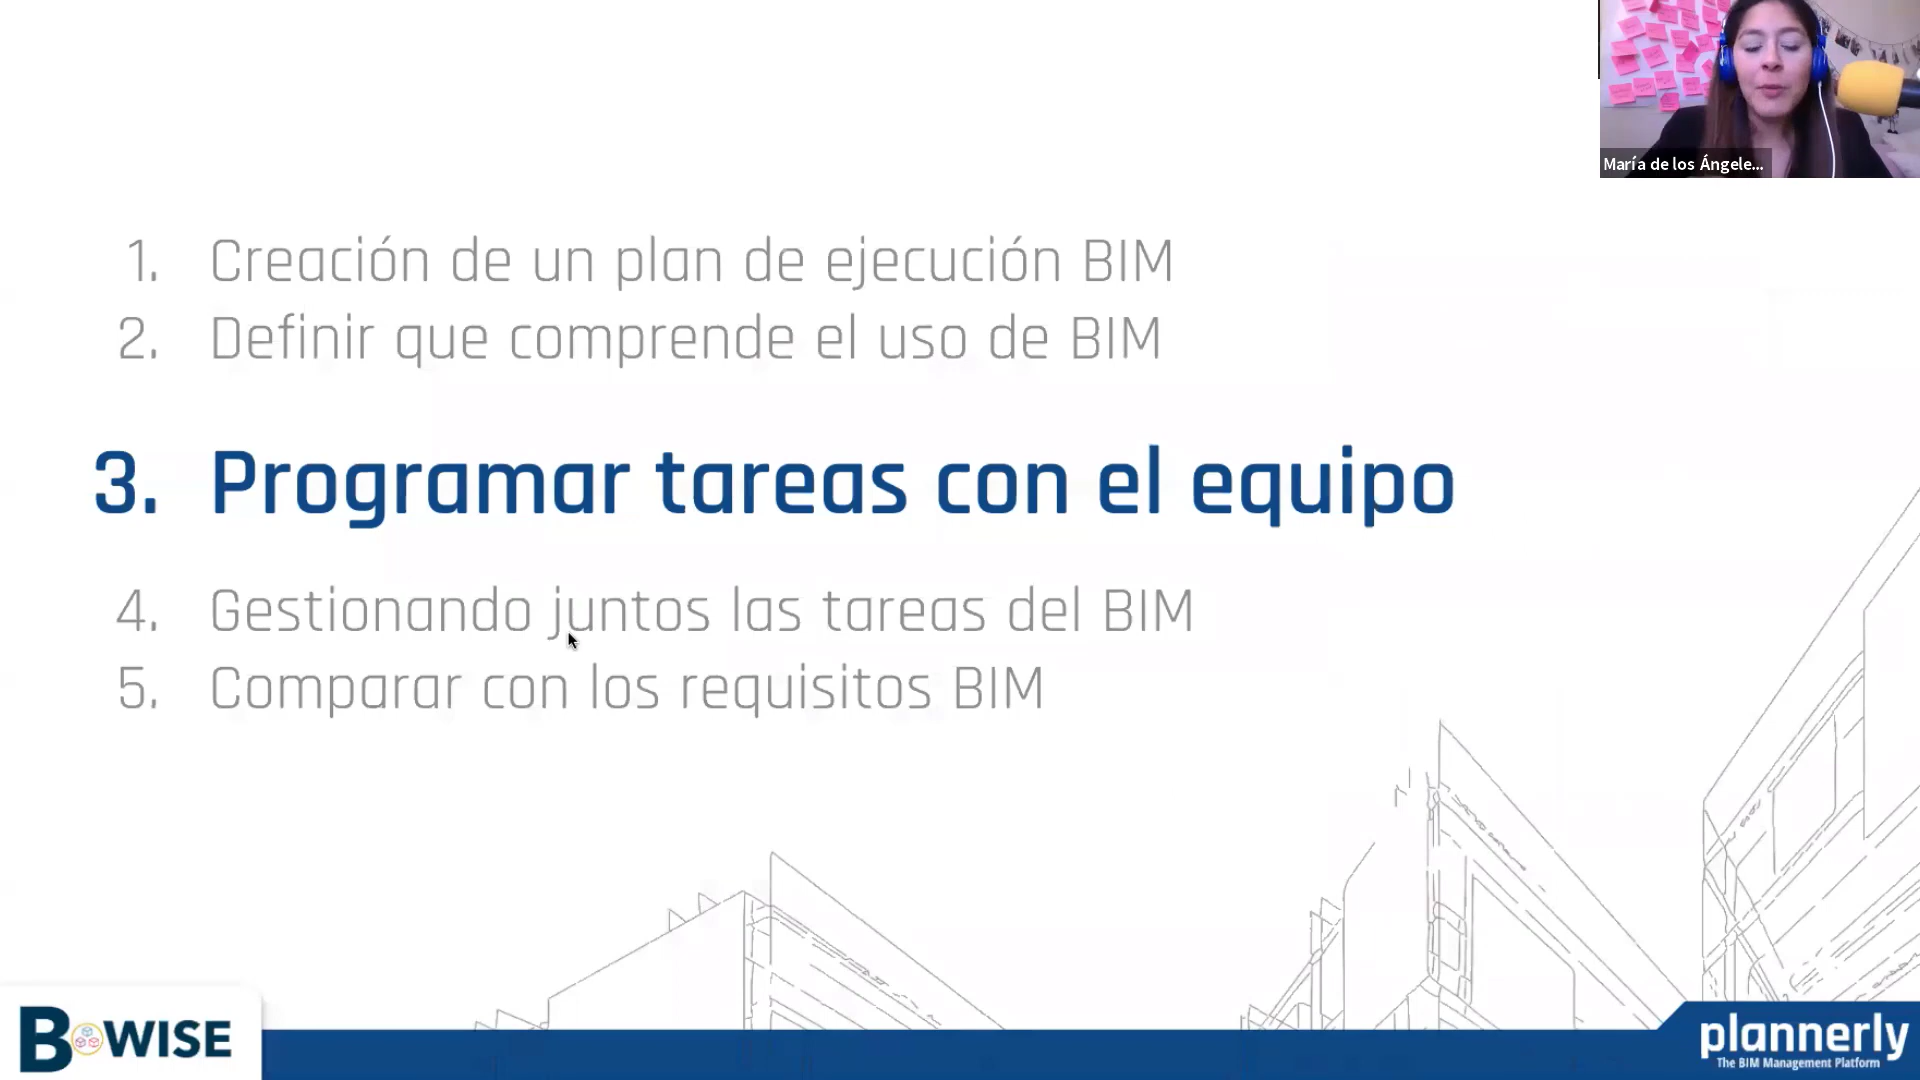 María de los Ángele...
1. Creación de un plan de ejecución BIM
2. Definir que comprende el uso de BIM
3. Programar tareas con el equipo
4. Gestionando juntos las tareas del BIM
5. Comparar con los requisitos BIM
B WISE
plannerly
The BIM Management Platform